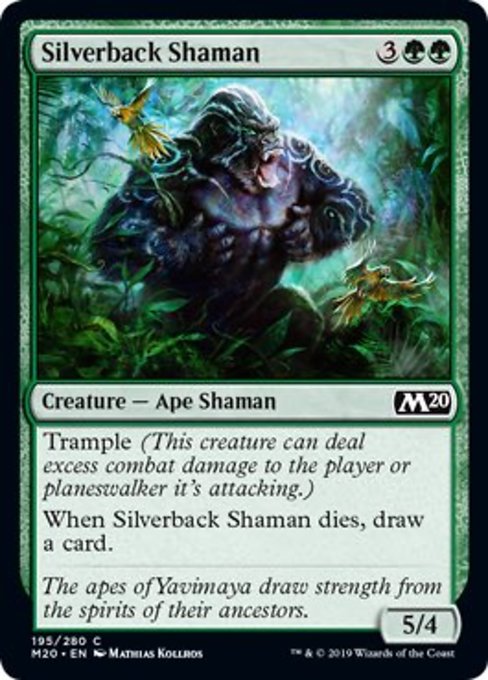 Silverback Shaman 3
Creature — Ape Shaman M20
Trample (This creature can deal
excess combat damage to the player or
planeswalker it's attacking.)
When Silverback Shaman dies, draw
a card.
The apes of Yavimaya draw strength from
the spirits of their ancestors.
5/4
195/280 C
M20 • EN Mathias Kollros ™ & © 2019 Wizards of the Coast